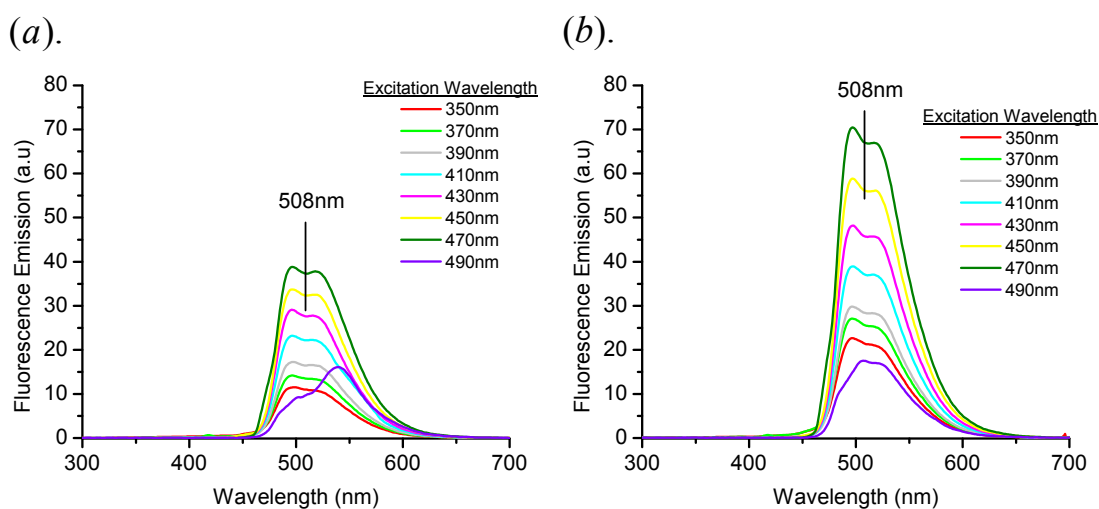 (a).
Fluorescence Emission (a.u)
80
70
60
50
40
30
20
10
0
300
400
500
600
700
Wavelength (nm)
508nm
Excitation Wavelength
350nm
370nm
390nm
410nm
430nm
450nm
470nm
490nm
(b).
Fluorescence Emission (a.u)
80
70
60
50
40
30
20
10
0
300
400
500
600
700
Wavelength (nm)
508nm
Excitation Wavelength
350nm
370nm
390nm
410nm
430nm
450nm
470nm
490nm